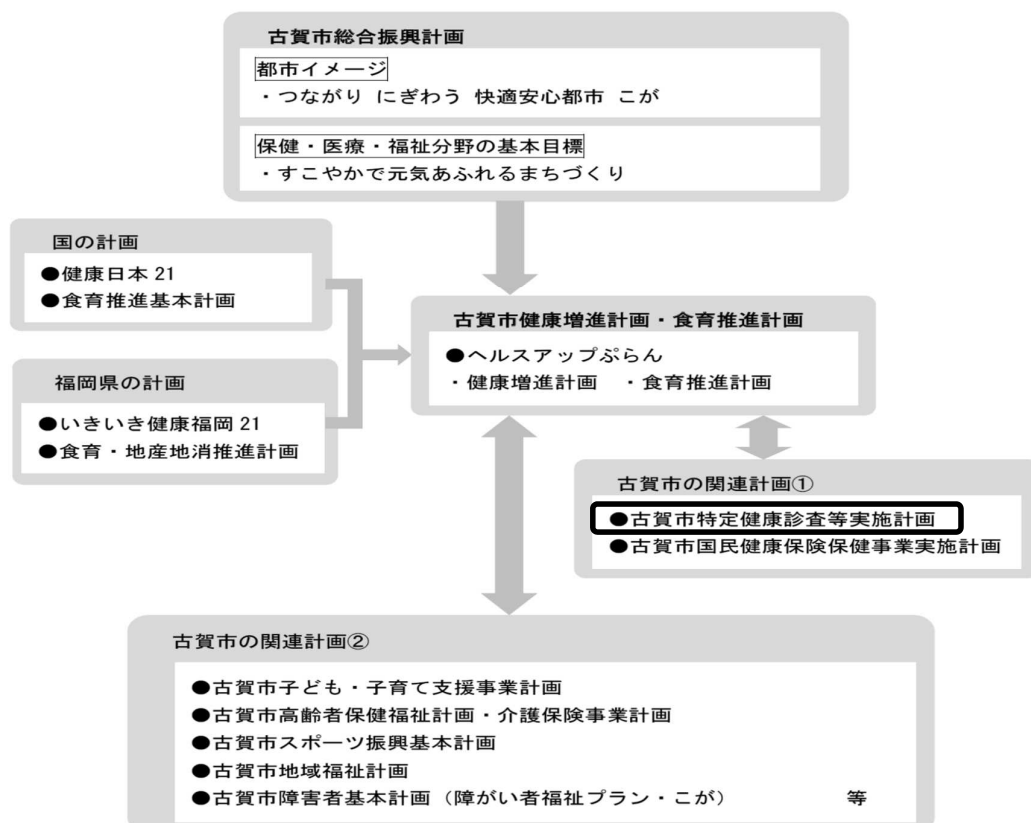 古賀市総合振興計画
都市イメージ
・つながり にぎわう 快適安心都市 こが
保健・医療・福祉分野の基本目標
・すこやかで元気あふれるまちづくり
国の計画
●健康日本 21
●食育推進基本計画
福岡県の計画
●いきいき健康福岡 21
●食育・地産地消推進計画
古賀市健康増進計画・食育推進計画
●ヘルスアップぷらん
・健康増進計画 ・食育推進計画
古賀市の関連計画①
●古賀市特定健康診査等実施計画
●古賀市国民健康保険保健事業実施計画
古賀市の関連計画②
●古賀市子ども・子育て支援事業計画
●古賀市高齢者保健福祉計画・介護保険事業計画
●古賀市スポーツ振興基本計画
●古賀市地域福祉計画
●古賀市障害者基本計画（障がい者福祉プラン・こが） 等